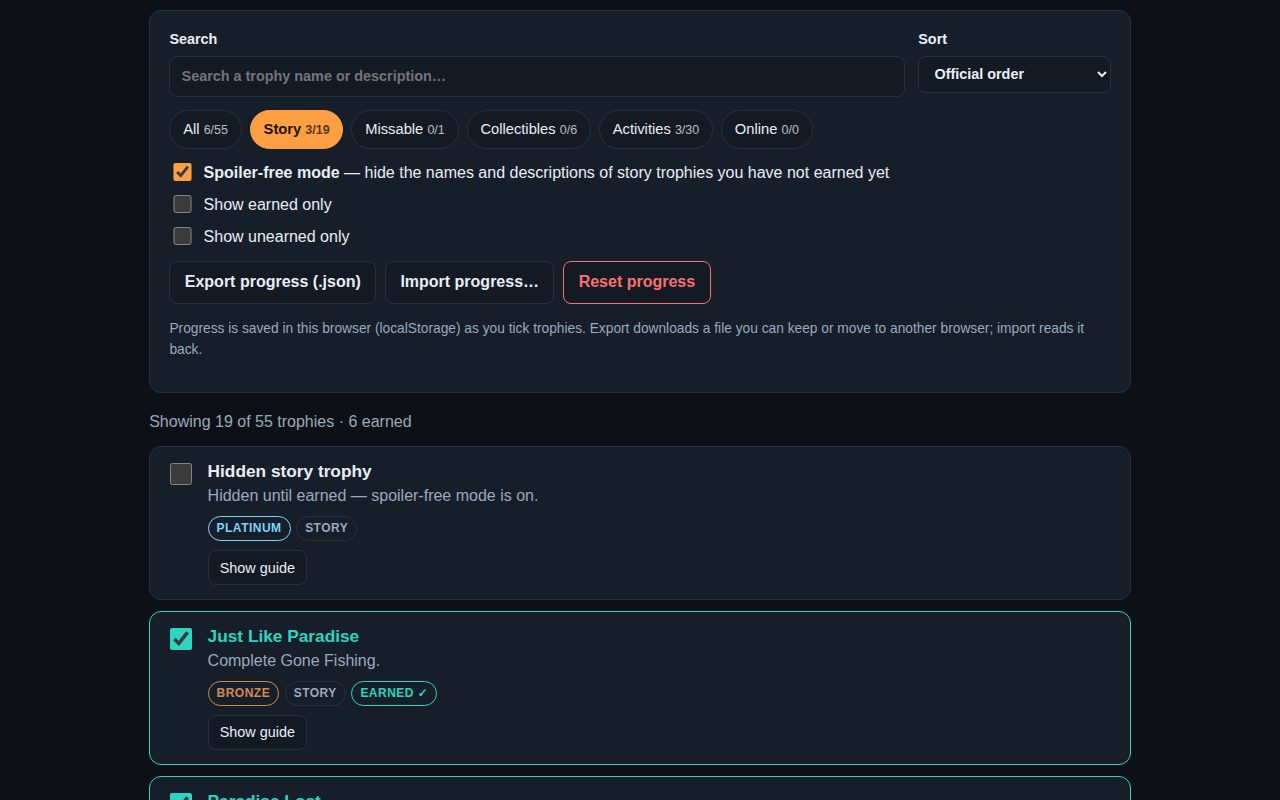 Search
Sort
Search a trophy name or description…
Official order
All 6/55
Story 3/19
Missable 0/1
Collectibles 0/6
Activities 3/30
Online 0/0
Spoiler-free mode — hide the names and descriptions of story trophies you have not earned yet
Show earned only
Show unearned only
Export progress (.json)
Import progress…
Reset progress
Progress is saved in this browser (localStorage) as you tick trophies. Export downloads a file you can keep or move to another browser; import reads it
back.
Showing 19 of 55 trophies · 6 earned
Hidden story trophy
Hidden until earned — spoiler-free mode is on.
PLATINUM
STORY
Show guide
Just Like Paradise
Complete Gone Fishing.
BRONZE
STORY
EARNED ✓
Show guide